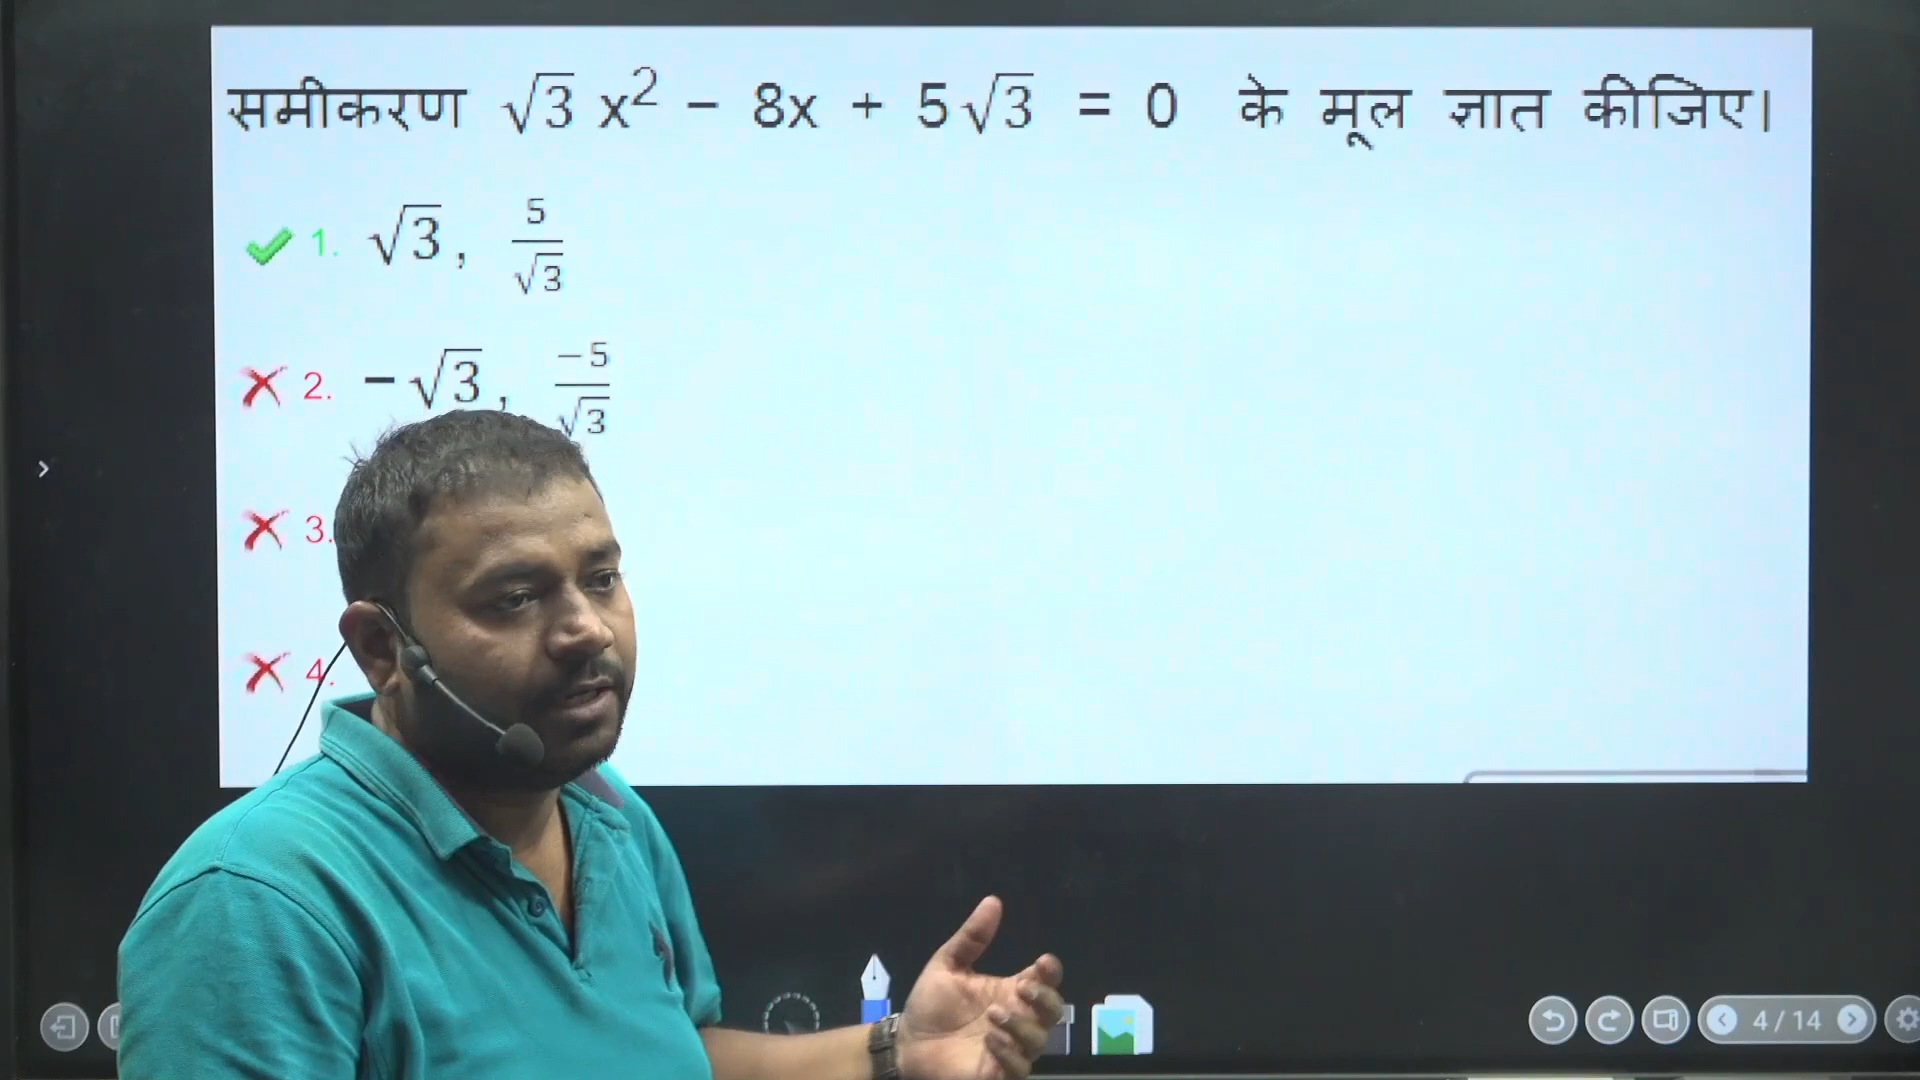 समीकरण √3 x² − 8x + 5√3 = 0 के मूल ज्ञात कीजिए।
1. √3 , 5/√3
2. −√3 , −5/√3
3.
4.
4 / 14